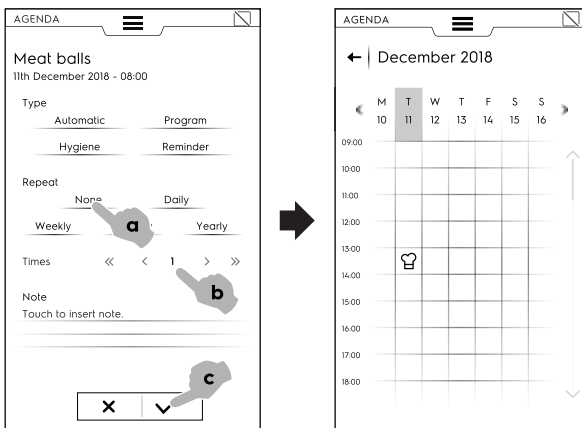 AGENDA
Meat balls
11th December 2018 - 08:00
Type
Automatic Program
Hygiene Reminder
Repeat
None Daily
Weekly Yearly
Times « < 1 > »
Note
Touch to insert note.
a
b
c
AGENDA
December 2018
M T W T F S S
10 11 12 13 14 15 16
09:00
10:00
11:00
12:00
13:00
14:00
15:00
16:00
17:00
18:00